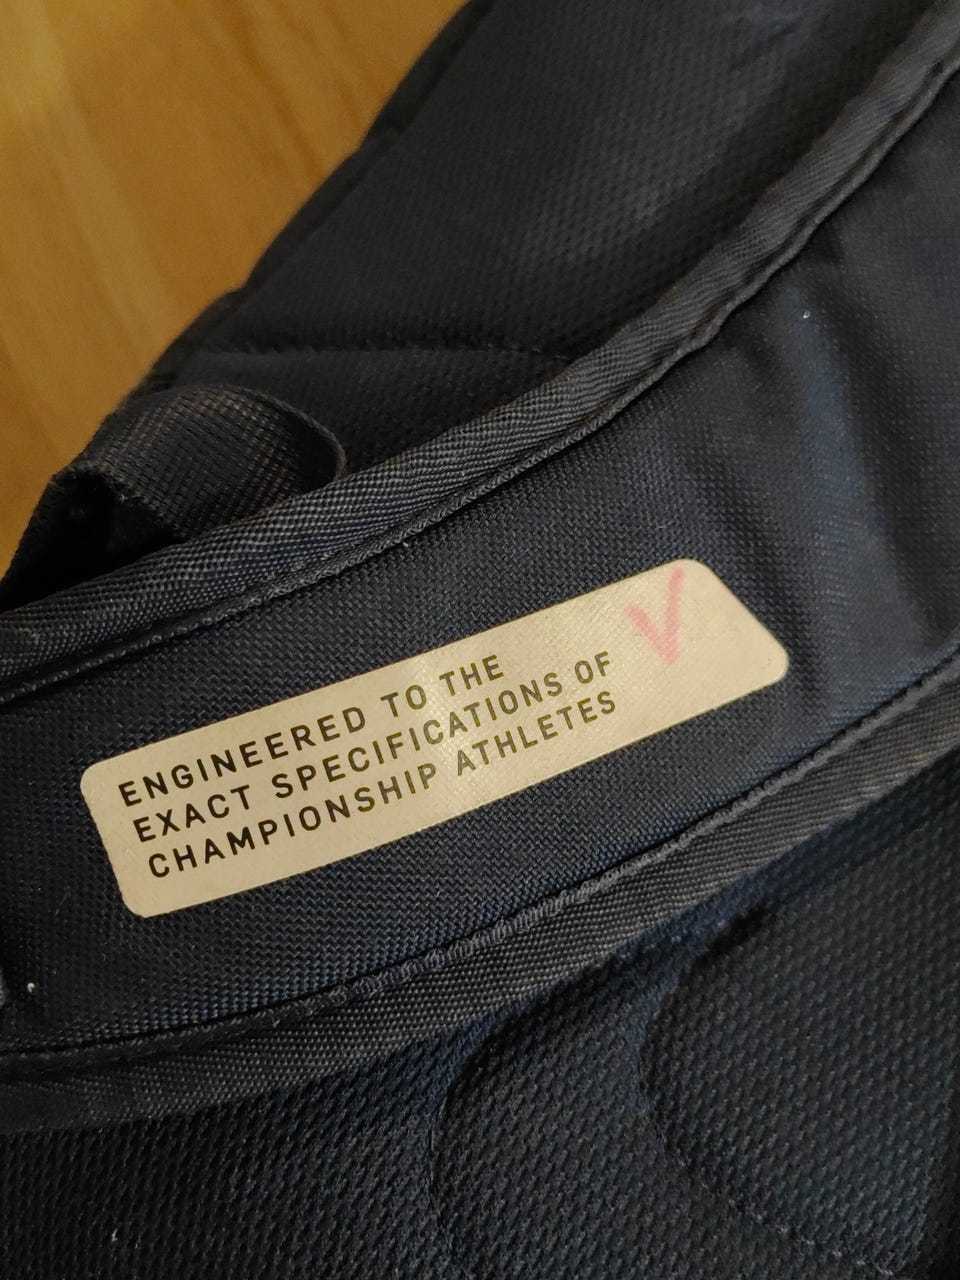 ENGINEERED TO THE
EXACT SPECIFICATIONS OF
CHAMPIONSHIP ATHLETES